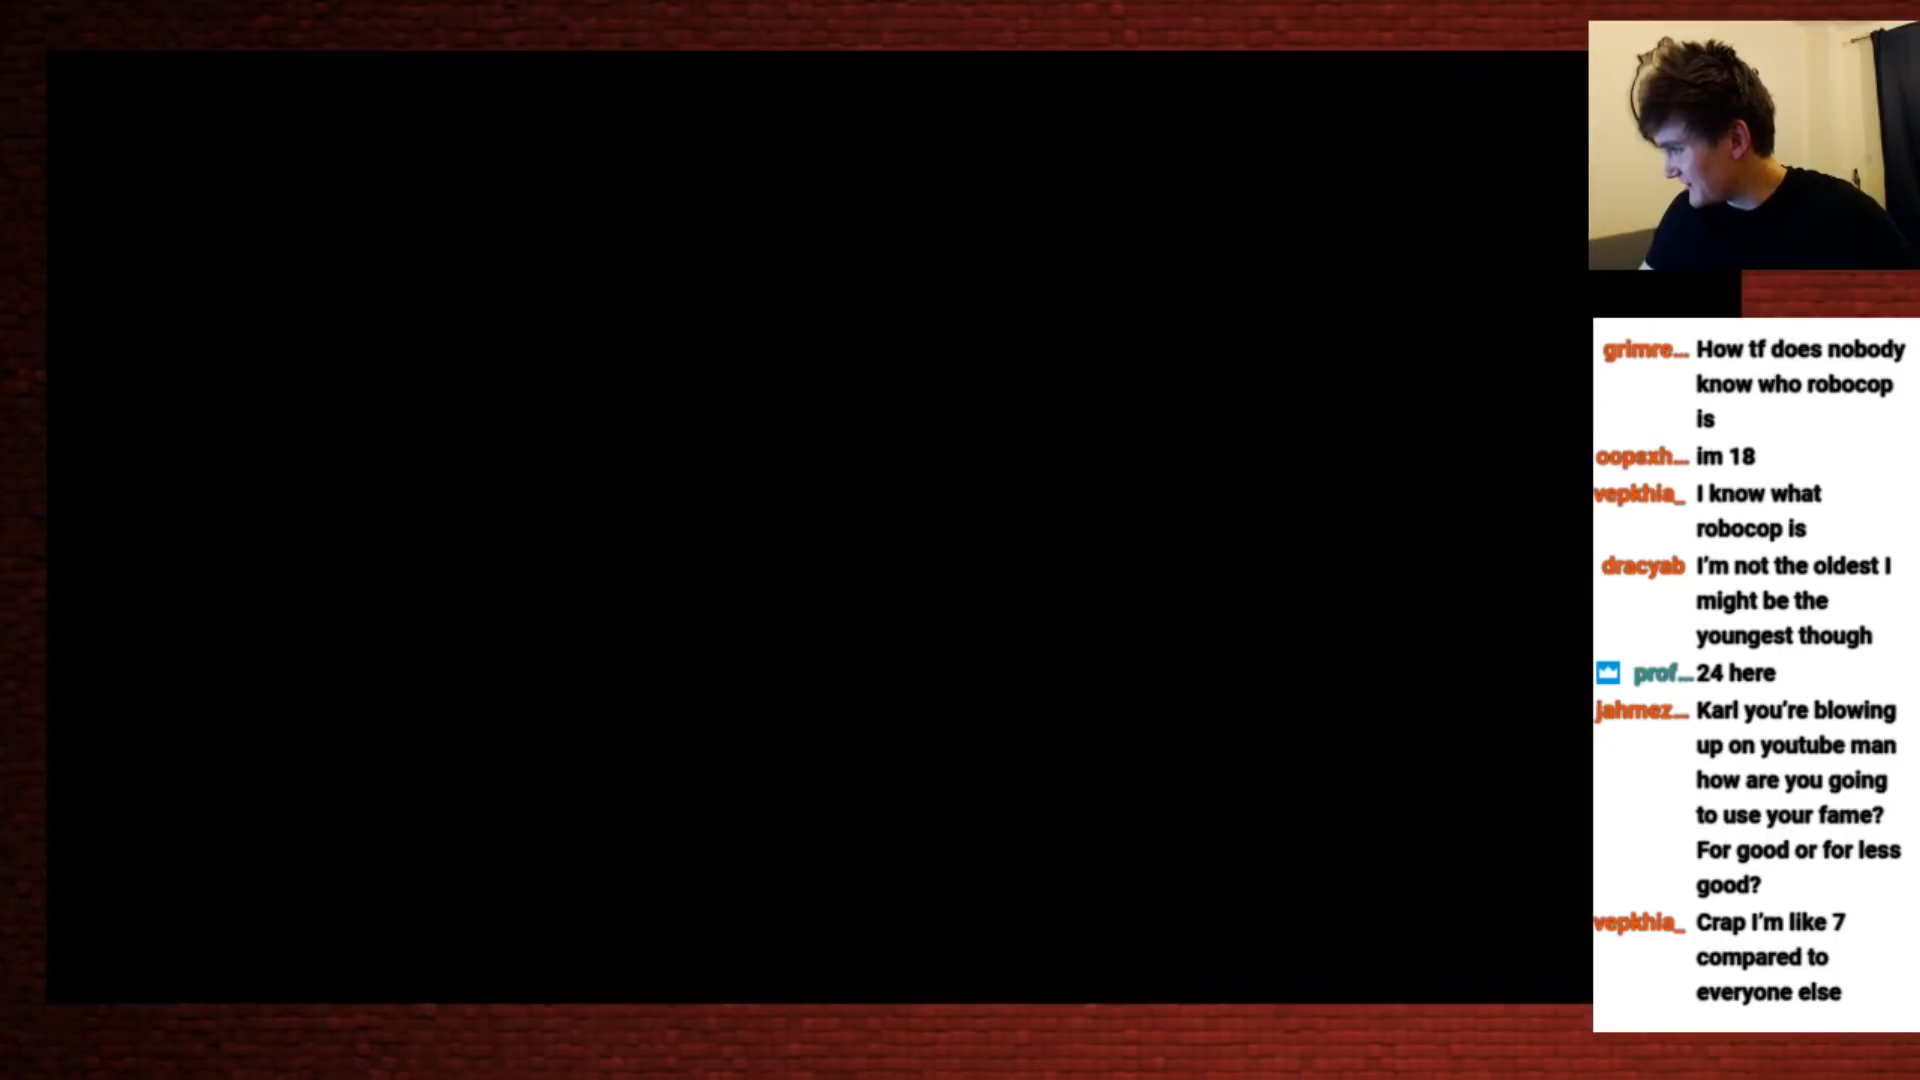 grimre... How tf does nobody
know who robocop
is
oopsxh... im 18
vepkhia_ I know what
robocop is
dracyab I'm not the oldest I
might be the
youngest though
prof... 24 here
jahmez... Karl you're blowing
up on youtube man
how are you going
to use your fame?
For good or for less
good?
vepkhia_ Crap I'm like 7
compared to
everyone else